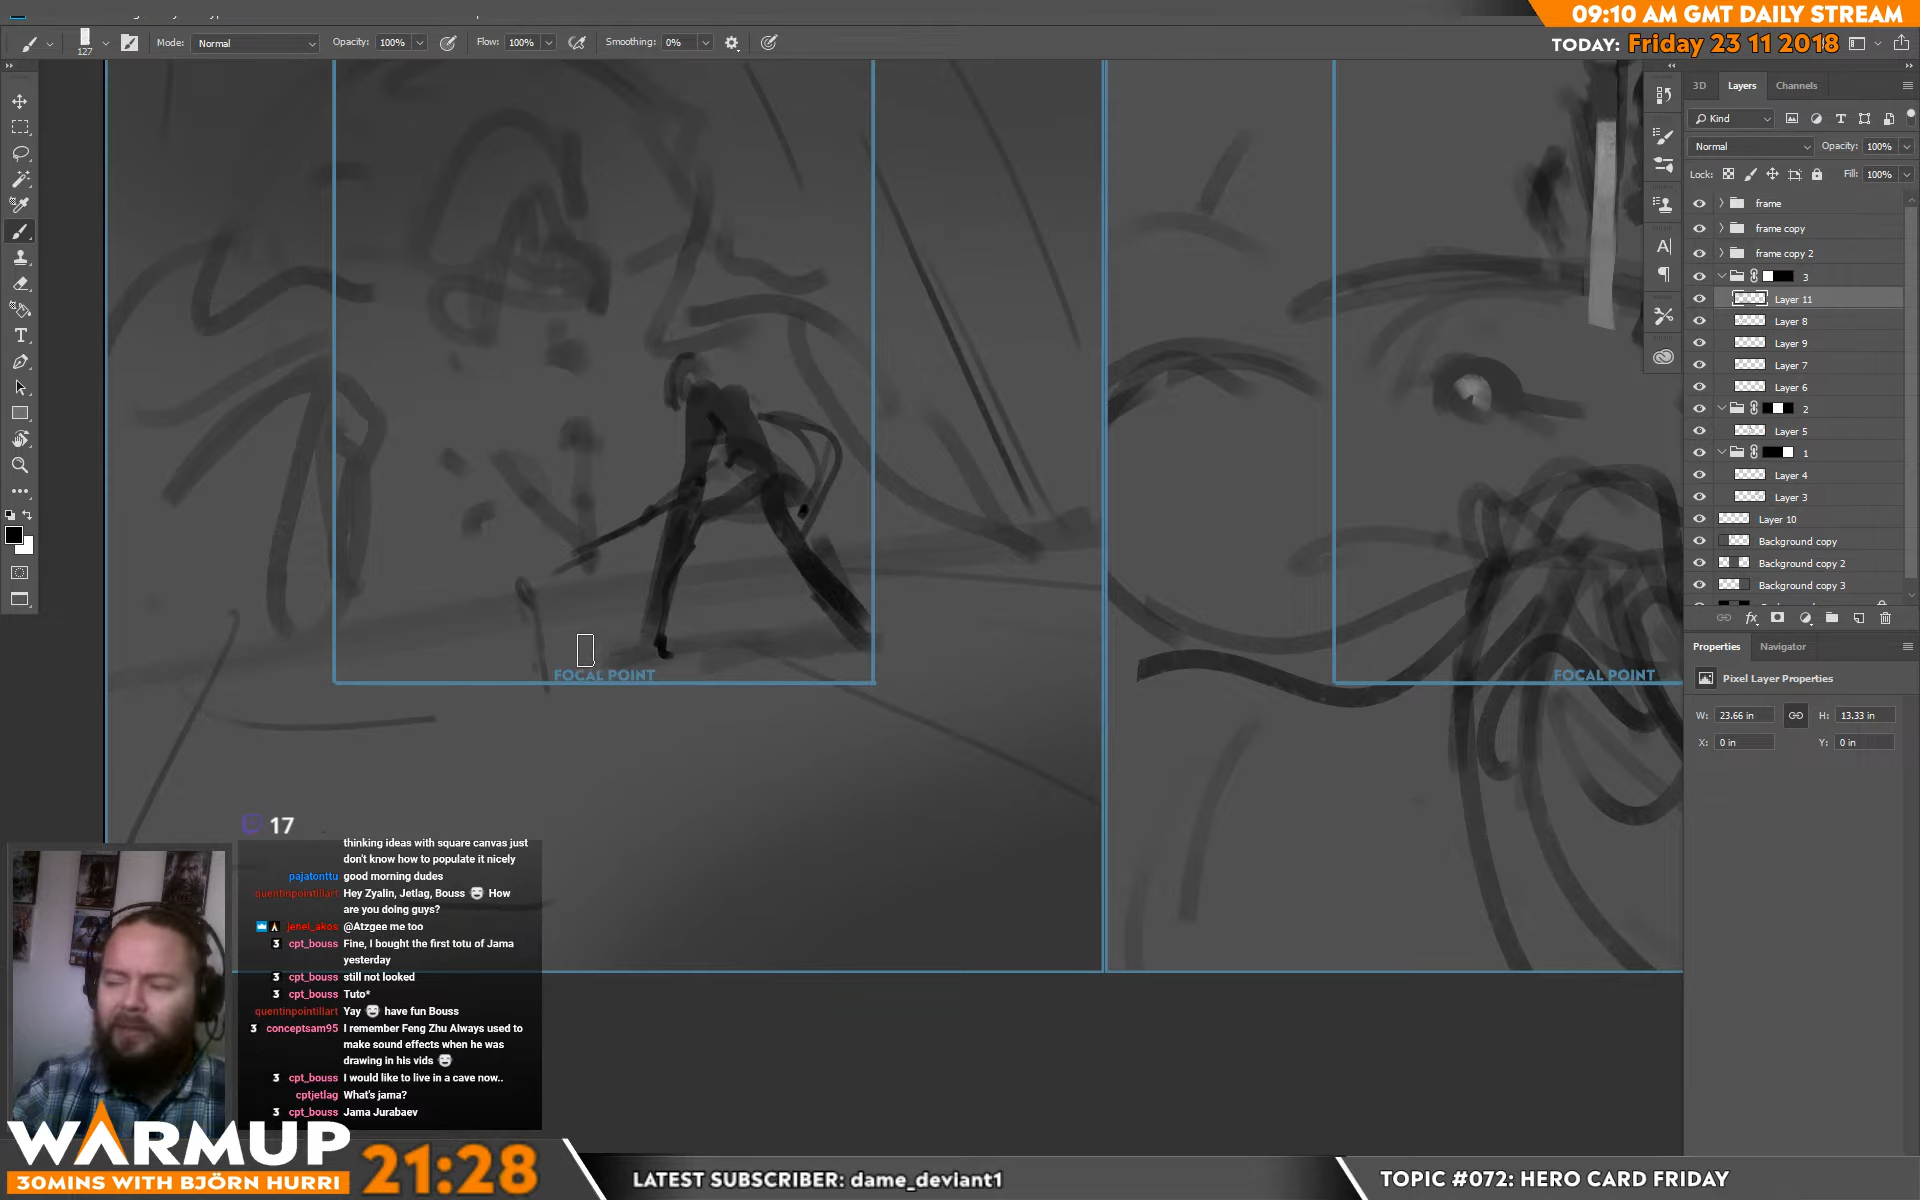 09:10 AM GMT DAILY STREAM
TODAY: Friday 23 11 2018
127
Mode: Normal
Opacity: 100%
Flow: 100%
Smoothing: 0%
3D
Layers
Channels
Kind
Normal
Opacity: 100%
Lock:
Fill: 100%
frame
frame copy
frame copy 2
3
Layer 11
Layer 8
Layer 9
Layer 7
Layer 6
2
Layer 5
1
Layer 4
Layer 3
Layer 10
Background copy
Background copy 2
Background copy 3
Properties
Navigator
Pixel Layer Properties
W: 23.66 in
H: 13.33 in
X: 0 in
Y: 0 in
FOCAL POINT
FOCAL POINT
17
thinking ideas with square canvas just
don't know how to populate it nicely
pajatonttu good morning dudes
quentinpointillart Hey Zyalin, Jetlag, Bouss How
are you doing guys?
jenei_akos @Atzgee me too
3 cpt_bouss Fine, I bought the first totu of Jama
yesterday
3 cpt_bouss still not looked
3 cpt_bouss Tuto*
quentinpointillart Yay have fun Bouss
3 conceptsam95 I remember Feng Zhu Always used to
make sound effects when he was
drawing in his vids
3 cpt_bouss I would like to live in a cave now..
cptjetlag What's jama?
3 cpt_bouss Jama Jurabaev
WARMUP
30MINS WITH BJÖRN HURRI
21:28
LATEST SUBSCRIBER: dame_deviant1
TOPIC #072: HERO CARD FRIDAY